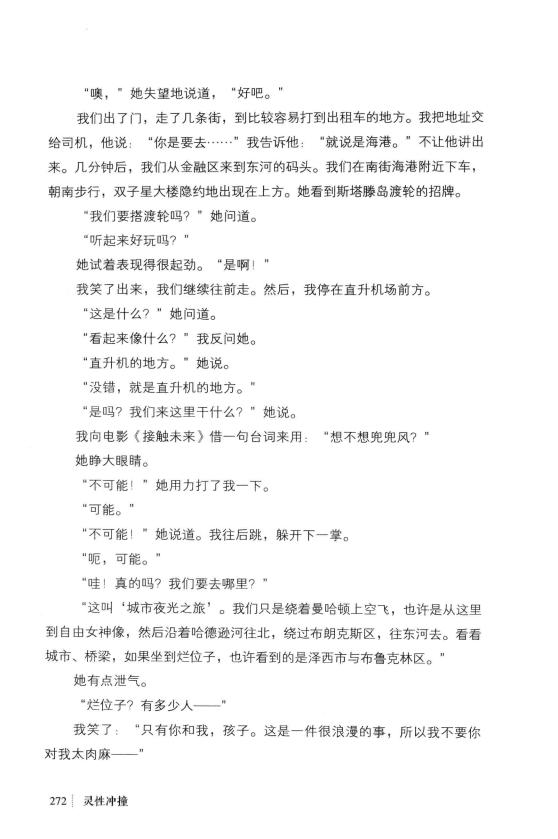 “噢，”她失望地说道，“好吧。”
我们出了门，走了几条街，到比较容易打到出租车的地方。我把地址交
给司机，他说：“你是要去……”我告诉他：“就说是海港。”不让他讲出
来。几分钟后，我们从金融区来到东河的码头。我们在南街海港附近下车，
朝南步行，双子星大楼隐约地出现在上方。她看到斯塔滕岛渡轮的招牌。
“我们要搭渡轮吗？”她问道。
“听起来好玩吗？”
她试着表现得很起劲。“是啊！”
我笑了出来，我们继续往前走。然后，我停在直升机场前方。
“这是什么？”她问道。
“看起来像什么？”我反问她。
“直升机的地方。”她说。
“没错，就是直升机的地方。”
“是吗？我们来这里干什么？”她说。
我向电影《接触未来》借一句台词来用：“想不想兜兜风？”
她睁大眼睛。
“不可能！”她用力打了我一下。
“可能。”
“不可能！”她说道。我往后跳，躲开下一掌。
“呃，可能。”
“哇！真的吗？我们要去哪里？”
“这叫‘城市夜光之旅’。我们只是绕着曼哈顿上空飞，也许是从这里
到自由女神像，然后沿着哈德逊河往北，绕过布朗克斯区，往东河去。看看
城市、桥梁，如果坐到烂位子，也许看到的是泽西市与布鲁克林区。”
她有点泄气。
“烂位子？有多少人——”
我笑了：“只有你和我，孩子。这是一件很浪漫的事，所以我不要你
对我太肉麻——”
272 灵性冲撞